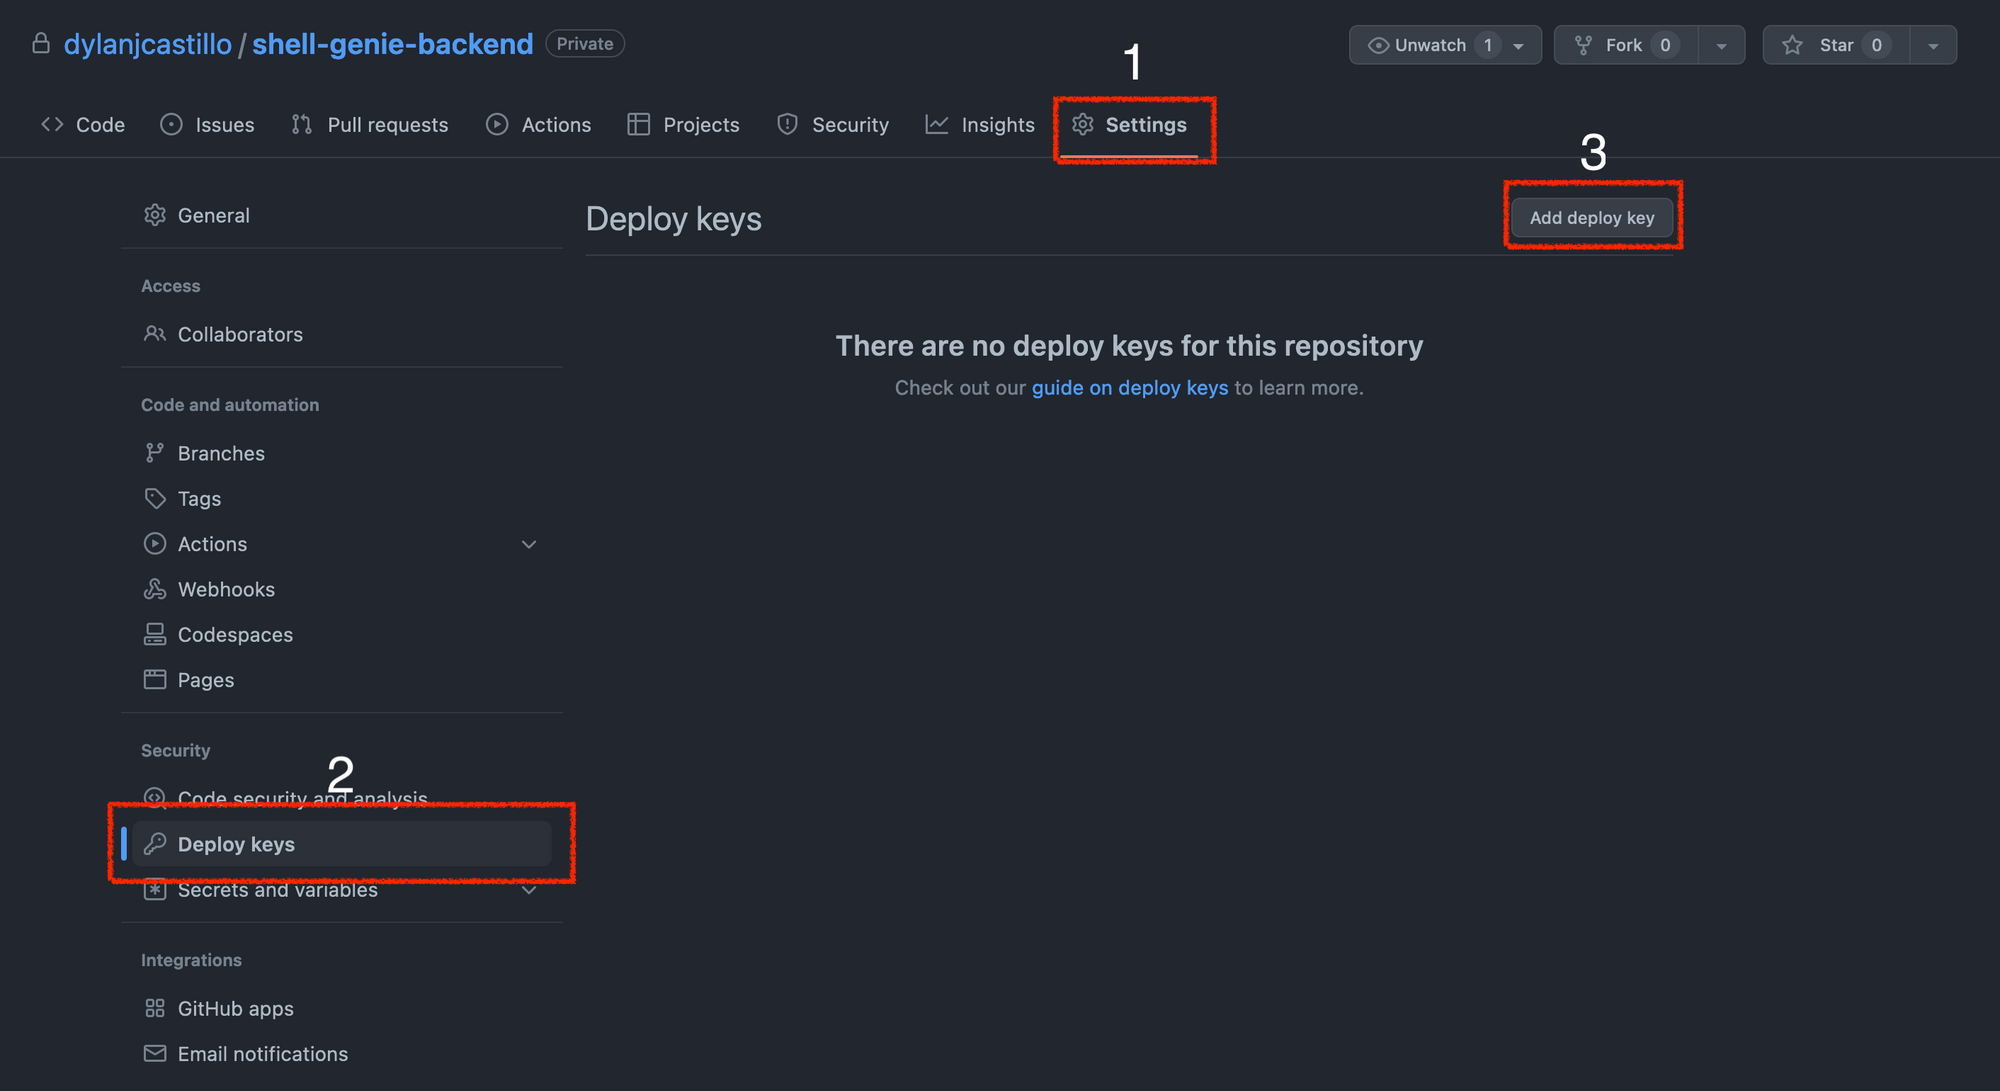 dylanjcastillo / shell-genie-backend Private
Unwatch 1
Fork 0
Star 0
1
Code
Issues
Pull requests
Actions
Projects
Security
Insights
Settings
3
General
Deploy keys
Add deploy key
Access
Collaborators
There are no deploy keys for this repository
Check out our guide on deploy keys to learn more.
Code and automation
Branches
Tags
Actions
Webhooks
Codespaces
Pages
Security
2
Code security and analysis
Deploy keys
Secrets and variables
Integrations
GitHub apps
Email notifications